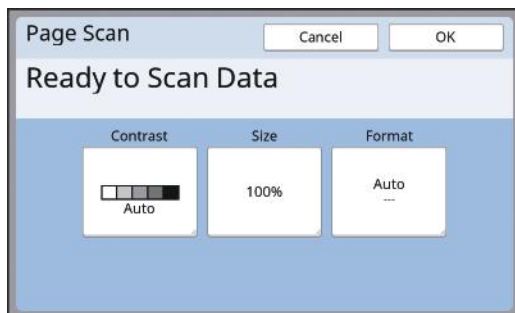 Page Scan
Cancel
OK
Ready to Scan Data
Contrast
Size
Format
Auto
100%
Auto
---